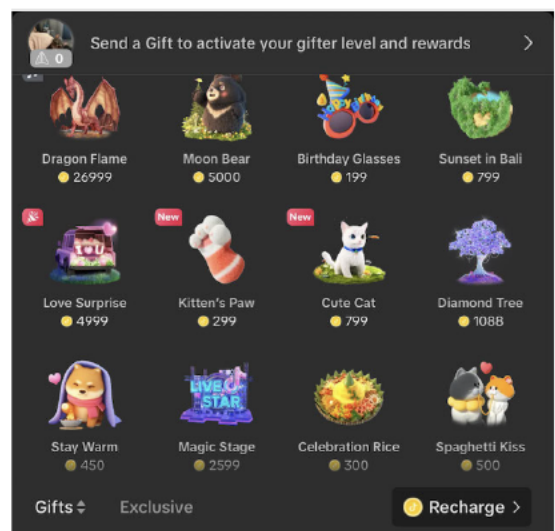 Send a Gift to activate your gifter level and rewards
0
Dragon Flame
26999
Moon Bear
5000
Birthday Glasses
199
Sunset in Bali
799
I ♥ U
Love Surprise
4999
New
Kitten's Paw
299
New
Cute Cat
799
Diamond Tree
1088
Stay Warm
450
LIVE
STAR
Magic Stage
2599
Celebration Rice
300
Spaghetti Kiss
500
Gifts
Exclusive
Recharge